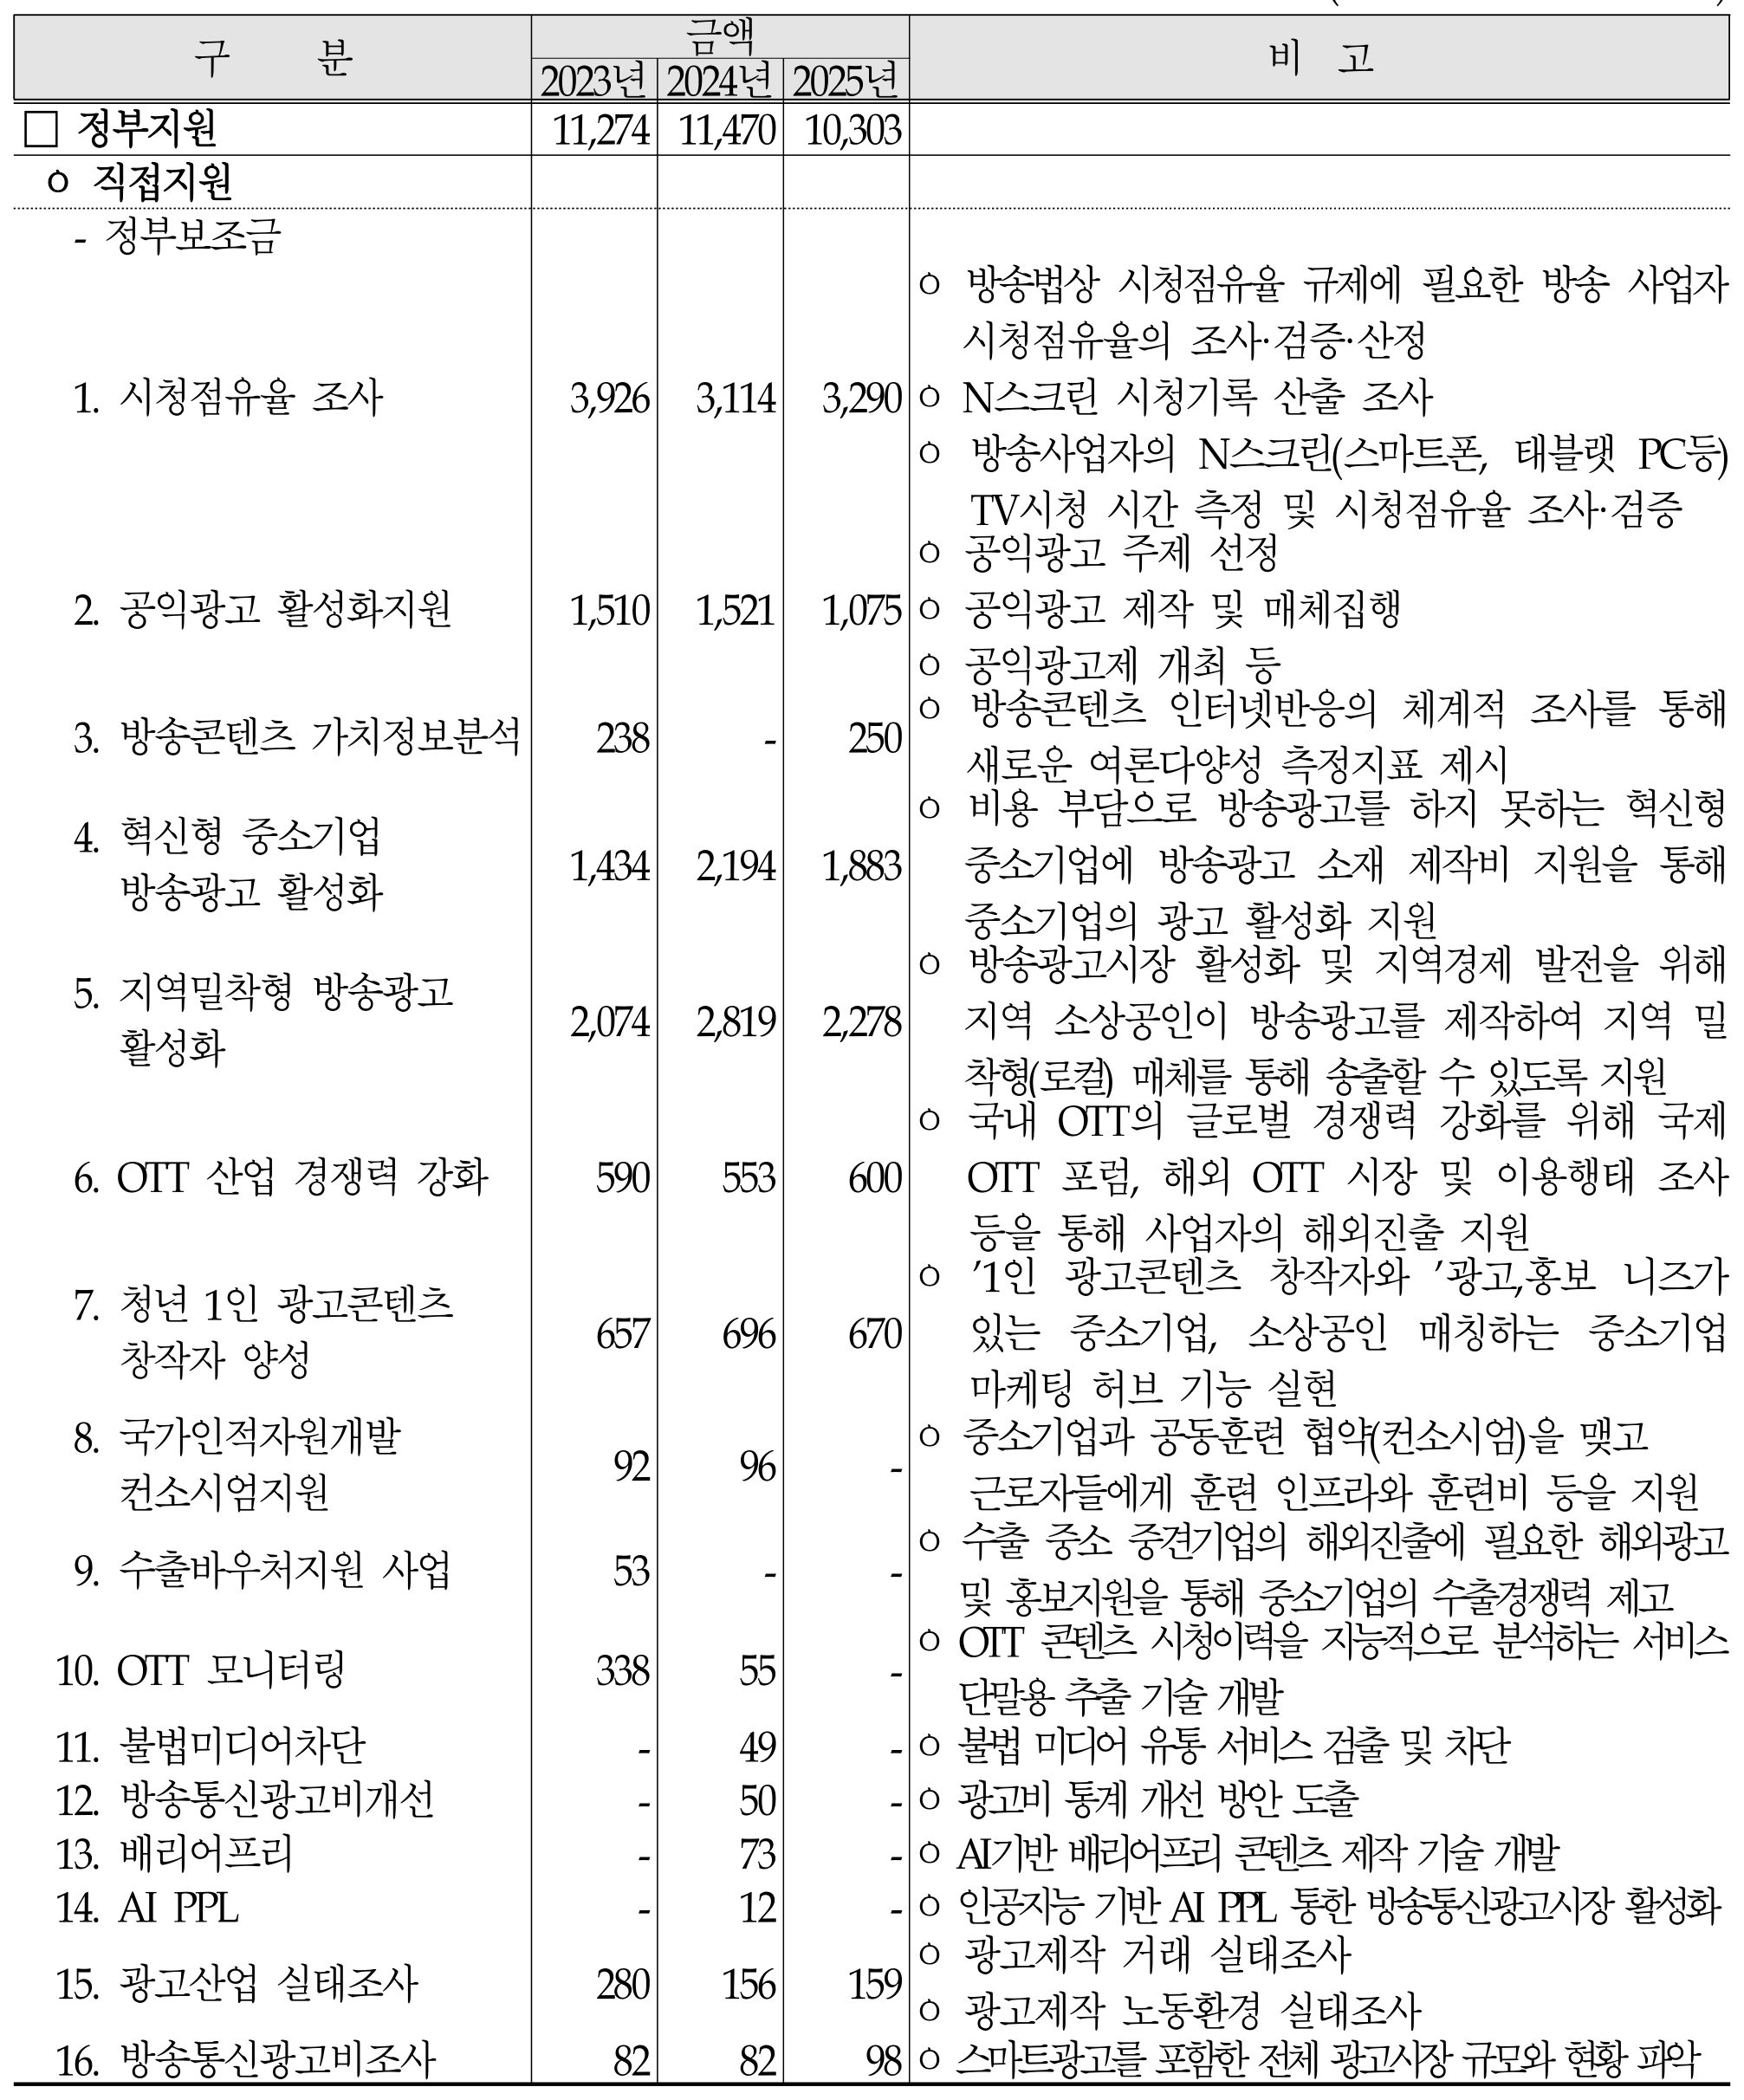 구 분 금액 비 고
2023년 2024년 2025년
□ 정부지원 11,274 11,470 10,303
ㅇ 직접지원
- 정부보조금
ㅇ 방송법상 시청점유율 규제에 필요한 방송 사업자
시청점유율의 조사·검증·산정
1. 시청점유율 조사 3,926 3,114 3,290 ㅇ N스크린 시청기록 산출 조사
ㅇ 방송사업자의 N스크린(스마트폰, 태블랫 PC등)
TV시청 시간 측정 및 시청점유율 조사·검증
ㅇ 공익광고 주제 선정
2. 공익광고 활성화지원 1,510 1,521 1,075 ㅇ 공익광고 제작 및 매체집행
ㅇ 공익광고제 개최 등
3. 방송콘텐츠 가치정보분석 238 - 250 ㅇ 방송콘텐츠 인터넷반응의 체계적 조사를 통해
새로운 여론다양성 측정지표 제시
4. 혁신형 중소기업 ㅇ 비용 부담으로 방송광고를 하지 못하는 혁신형
방송광고 활성화 1,434 2,194 1,883 중소기업에 방송광고 소재 제작비 지원을 통해
중소기업의 광고 활성화 지원
5. 지역밀착형 방송광고 ㅇ 방송광고시장 활성화 및 지역경제 발전을 위해
활성화 2,074 2,819 2,278 지역 소상공인이 방송광고를 제작하여 지역 밀
착형(로컬) 매체를 통해 송출할 수 있도록 지원
ㅇ 국내 OTT의 글로벌 경쟁력 강화를 위해 국제
6. OTT 산업 경쟁력 강화 590 553 600 OTT 포럼, 해외 OTT 시장 및 이용행태 조사
등을 통해 사업자의 해외진출 지원
7. 청년 1인 광고콘텐츠 ㅇ '1인 광고콘텐츠 창작자와 '광고,홍보 니즈가
창작자 양성 657 696 670 있는 중소기업, 소상공인 매칭하는 중소기업
마케팅 허브 기능 실현
8. 국가인적자원개발 ㅇ 중소기업과 공동훈련 협약(컨소시엄)을 맺고
컨소시엄지원 92 96 - 근로자들에게 훈련 인프라와 훈련비 등을 지원
9. 수출바우처지원 사업 53 - - ㅇ 수출 중소 중견기업의 해외진출에 필요한 해외광고
및 홍보지원을 통해 중소기업의 수출경쟁력 제고
10. OTT 모니터링 338 55 - ㅇ OTT 콘텐츠 시청이력을 지능적으로 분석하는 서비스
단말용 추출 기술 개발
11. 불법미디어차단 - 49 - ㅇ 불법 미디어 유통 서비스 검출 및 차단
12. 방송통신광고비개선 - 50 - ㅇ 광고비 통계 개선 방안 도출
13. 배리어프리 - 73 - ㅇ AI기반 배리어프리 콘텐츠 제작 기술 개발
14. AI PPL - 12 - ㅇ 인공지능 기반 AI PPL 통한 방송통신광고시장 활성화
15. 광고산업 실태조사 280 156 159 ㅇ 광고제작 거래 실태조사
ㅇ 광고제작 노동환경 실태조사
16. 방송통신광고비조사 82 82 98 ㅇ 스마트광고를 포함한 전체 광고시장 규모와 현황 파악